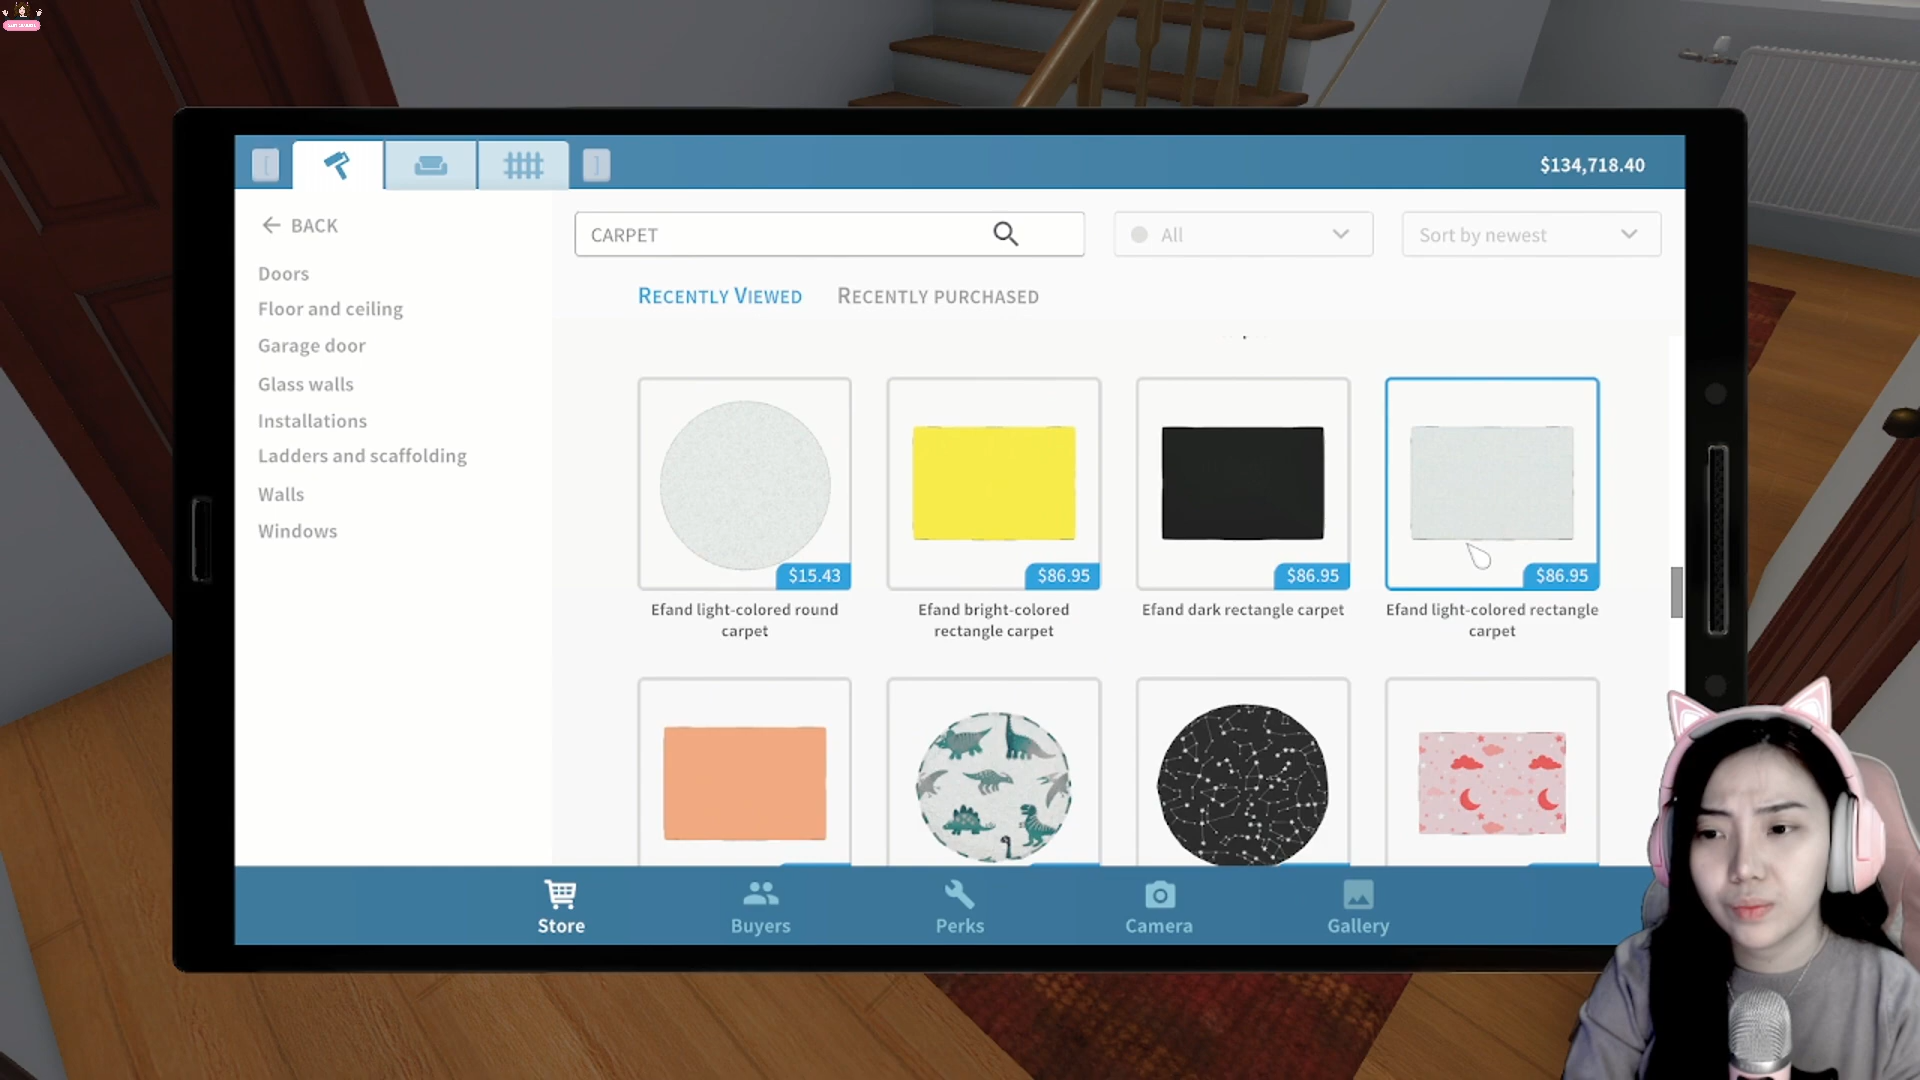 $134,718.40
BACK
CARPET
All
Sort by newest
Doors
Floor and ceiling
Garage door
Glass walls
Installations
Ladders and scaffolding
Walls
Windows
RECENTLY VIEWED
RECENTLY PURCHASED
$15.43
$86.95
$86.95
$86.95
Efand light-colored round
carpet
Efand bright-colored
rectangle carpet
Efand dark rectangle carpet
Efand light-colored rectangle
carpet
Store
Buyers
Perks
Camera
Gallery